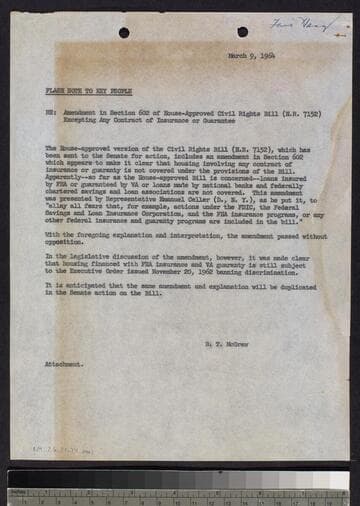 March 9, 1964
FLASH NOTE TO KEY PEOPLE
RE: Amendment in Section 602 of House-Approved Civil Rights Bill (H.R. 7152)
Excepting Any Contract of Insurance or Guarantee
The House-approved version of the Civil Rights Bill (H.R. 7152), which has
been sent to the Senate for action, includes an amendment in Section 602
which appears to make it clear that housing involving any contract of
insurance or guaranty is not covered under the provisions of the Bill.
Apparently--so far as the House-approved Bill is concerned--loans insured
by FHA or guaranteed by VA or loans made by national banks and federally
chartered savings and loan associations are not covered. This amendment
was presented by Representative Emanuel Celler (D., N. Y.), as he put it, to
"allay all fears that, for example, actions under the FDIC, the Federal
Savings and Loan Insurance Corporation, and the FHA insurance programs, or any
other Federal insurance and guaranty programs are included in the bill."
With the foregoing explanation and interpretation, the amendment passed without
opposition.
In the legislative discussion of the amendment, however, it was made clear
that housing financed with FHA insurance and VA guaranty is still subject
to the Executive Order issued November 20, 1962 banning discrimination.
It is anticipated that the same amendment and explanation will be duplicated
in the Senate action on the Bill.
D. T. McGrew
Attachment.